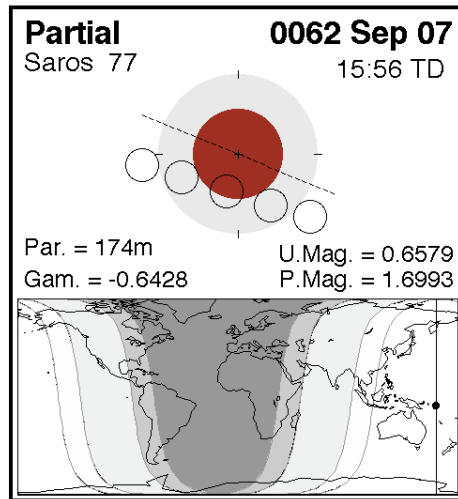 Partial 0062 Sep 07
Saros 77 15:56 TD
Par. = 174m U.Mag. = 0.6579
Gam. = -0.6428 P.Mag. = 1.6993